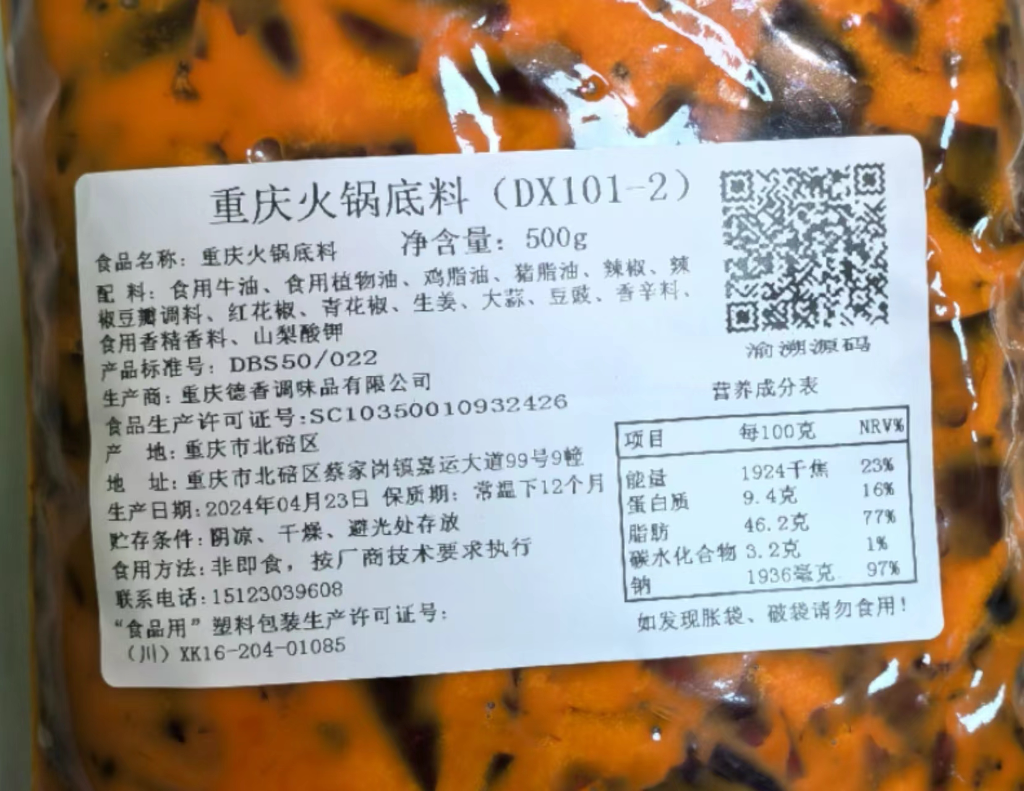 重庆火锅底料（DX101-2）
食品名称：重庆火锅底料 净含量：500g
配 料：食用牛油、食用植物油、鸡脂油、猪脂油、辣椒、辣
椒豆瓣调料、红花椒、青花椒、生姜、大蒜、豆豉、香辛料、
食用香精香料、山梨酸钾
产品标准号：DBS50/022
生产商：重庆德香调味品有限公司
食品生产许可证号:SC10350010932426
产 地:重庆市北碚区
地 址:重庆市北碚区蔡家岗镇嘉运大道99号9幢
生产日期:2024年04月23日 保质期：常温下12个月
贮存条件:阴凉、干燥、避光处存放
食用方法:非即食，按厂商技术要求执行
联系电话:15123039608
“食品用”塑料包装生产许可证号:
（川）XK16-204-01085
渝溯源码
营养成分表
项目 每100克 NRV%
能量 1924千焦 23%
蛋白质 9.4克 16%
脂肪 46.2克 77%
碳水化合物 3.2克 1%
钠 1936毫克 97%
如发现胀袋、破袋请勿食用！